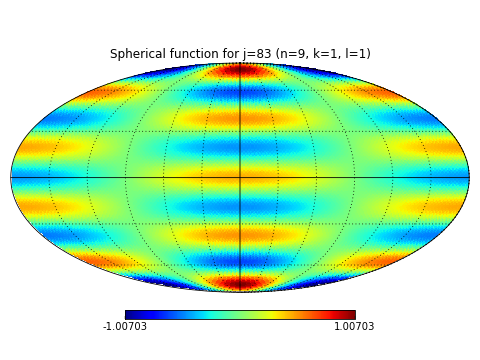 Spherical function for j=83 (n=9, k=1, l=1)
-1.00703 1.00703